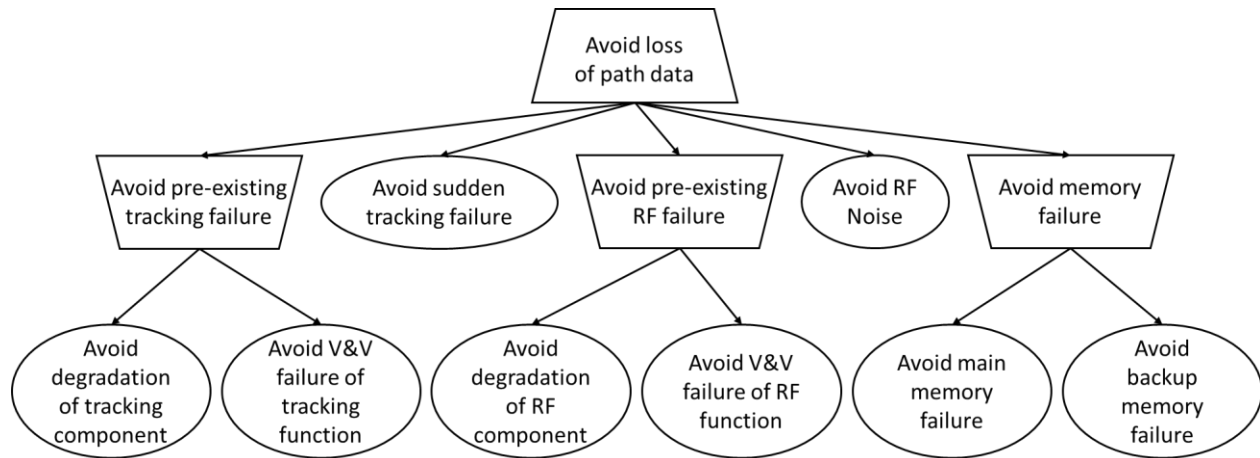 Avoid loss
of path data
Avoid pre-existing
tracking failure
Avoid sudden
tracking failure
Avoid pre-existing
RF failure
Avoid RF
Noise
Avoid memory
failure
Avoid
degradation
of tracking
component
Avoid V&V
failure of
tracking
function
Avoid
degradation
of RF
component
Avoid V&V
failure of RF
function
Avoid main
memory
failure
Avoid
backup
memory
failure